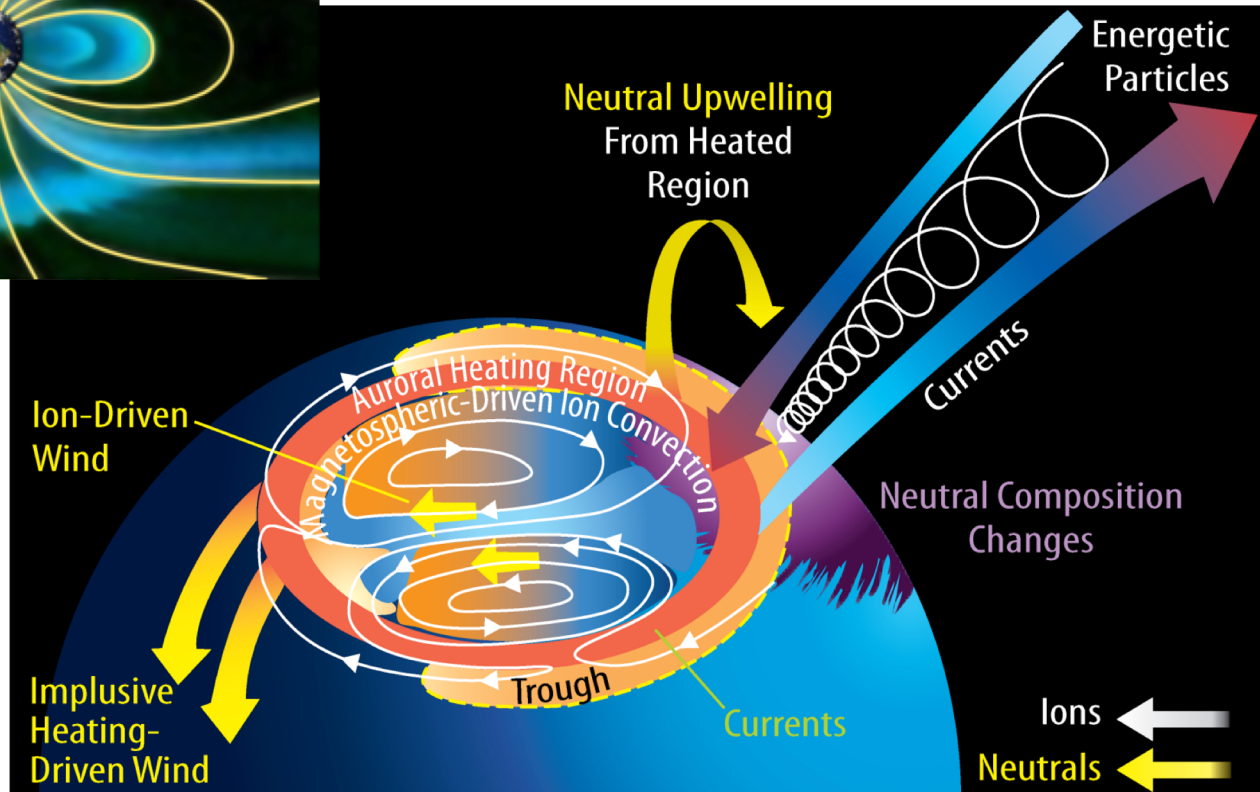 Energetic
Particles
Neutral Upwelling
From Heated
Region
Currents
Auroral Heating Region
Magnetospheric-Driven Ion Convection
Ion-Driven
Wind
Neutral Composition
Changes
Trough
Currents
Implusive
Heating-
Driven Wind
Ions
Neutrals